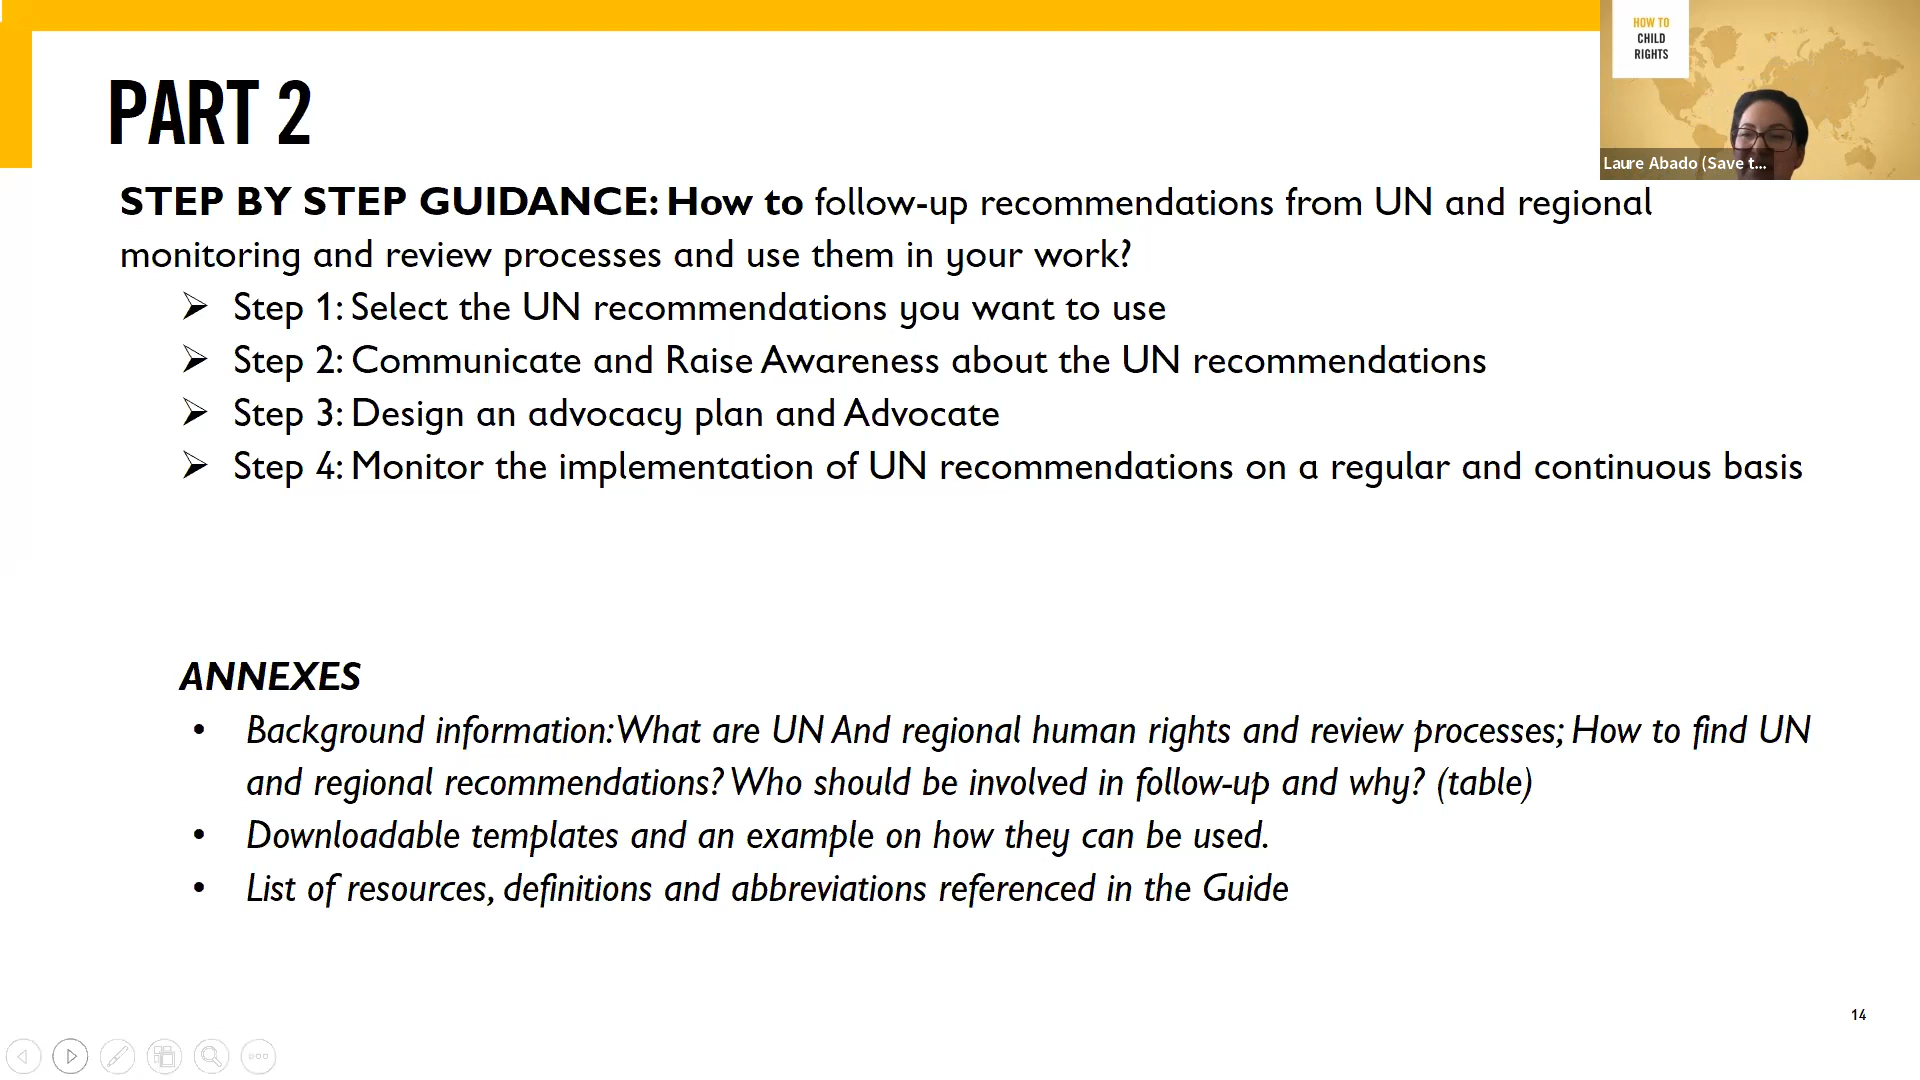 HOW TO
CHILD
RIGHTS
Laure Abado (Save t...
PART 2
STEP BY STEP GUIDANCE: How to follow-up recommendations from UN and regional
monitoring and review processes and use them in your work?
➢ Step 1: Select the UN recommendations you want to use
➢ Step 2: Communicate and Raise Awareness about the UN recommendations
➢ Step 3: Design an advocacy plan and Advocate
➢ Step 4: Monitor the implementation of UN recommendations on a regular and continuous basis
ANNEXES
• Background information: What are UN And regional human rights and review processes; How to find UN
and regional recommendations? Who should be involved in follow-up and why? (table)
• Downloadable templates and an example on how they can be used.
• List of resources, definitions and abbreviations referenced in the Guide
14